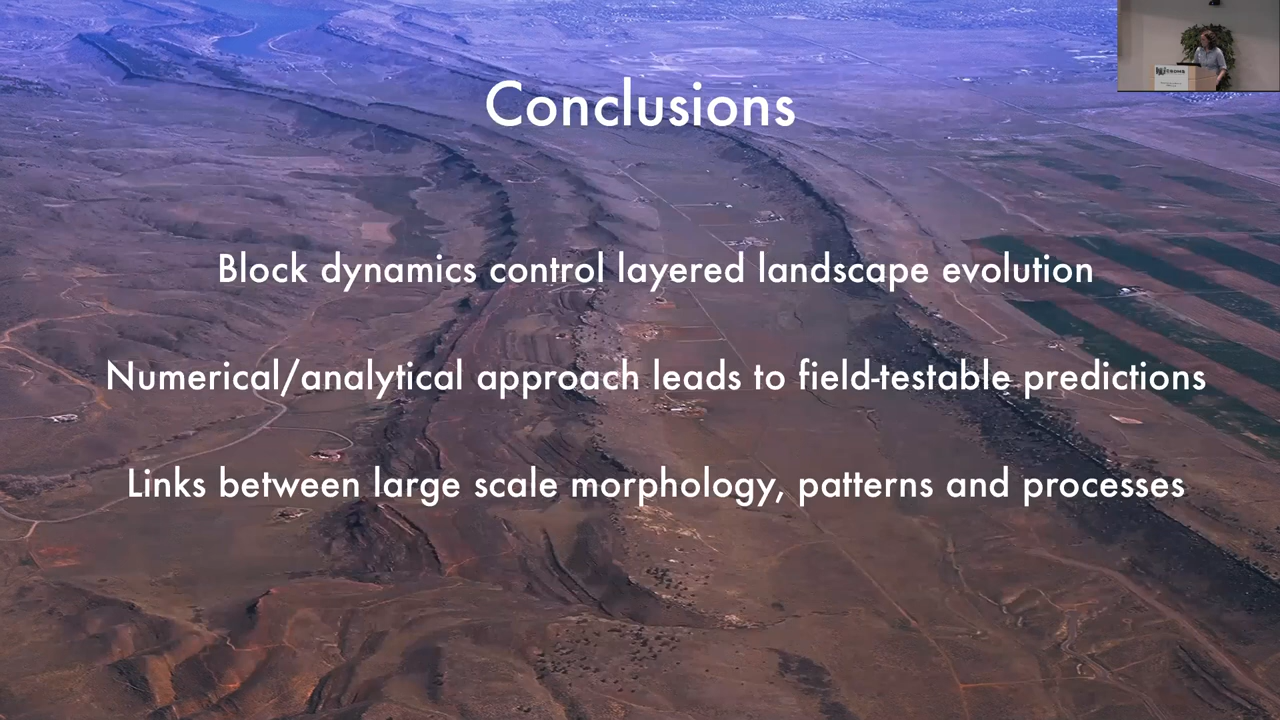 Conclusions
Block dynamics control layered landscape evolution
Numerical/analytical approach leads to field-testable predictions
Links between large scale morphology, patterns and processes